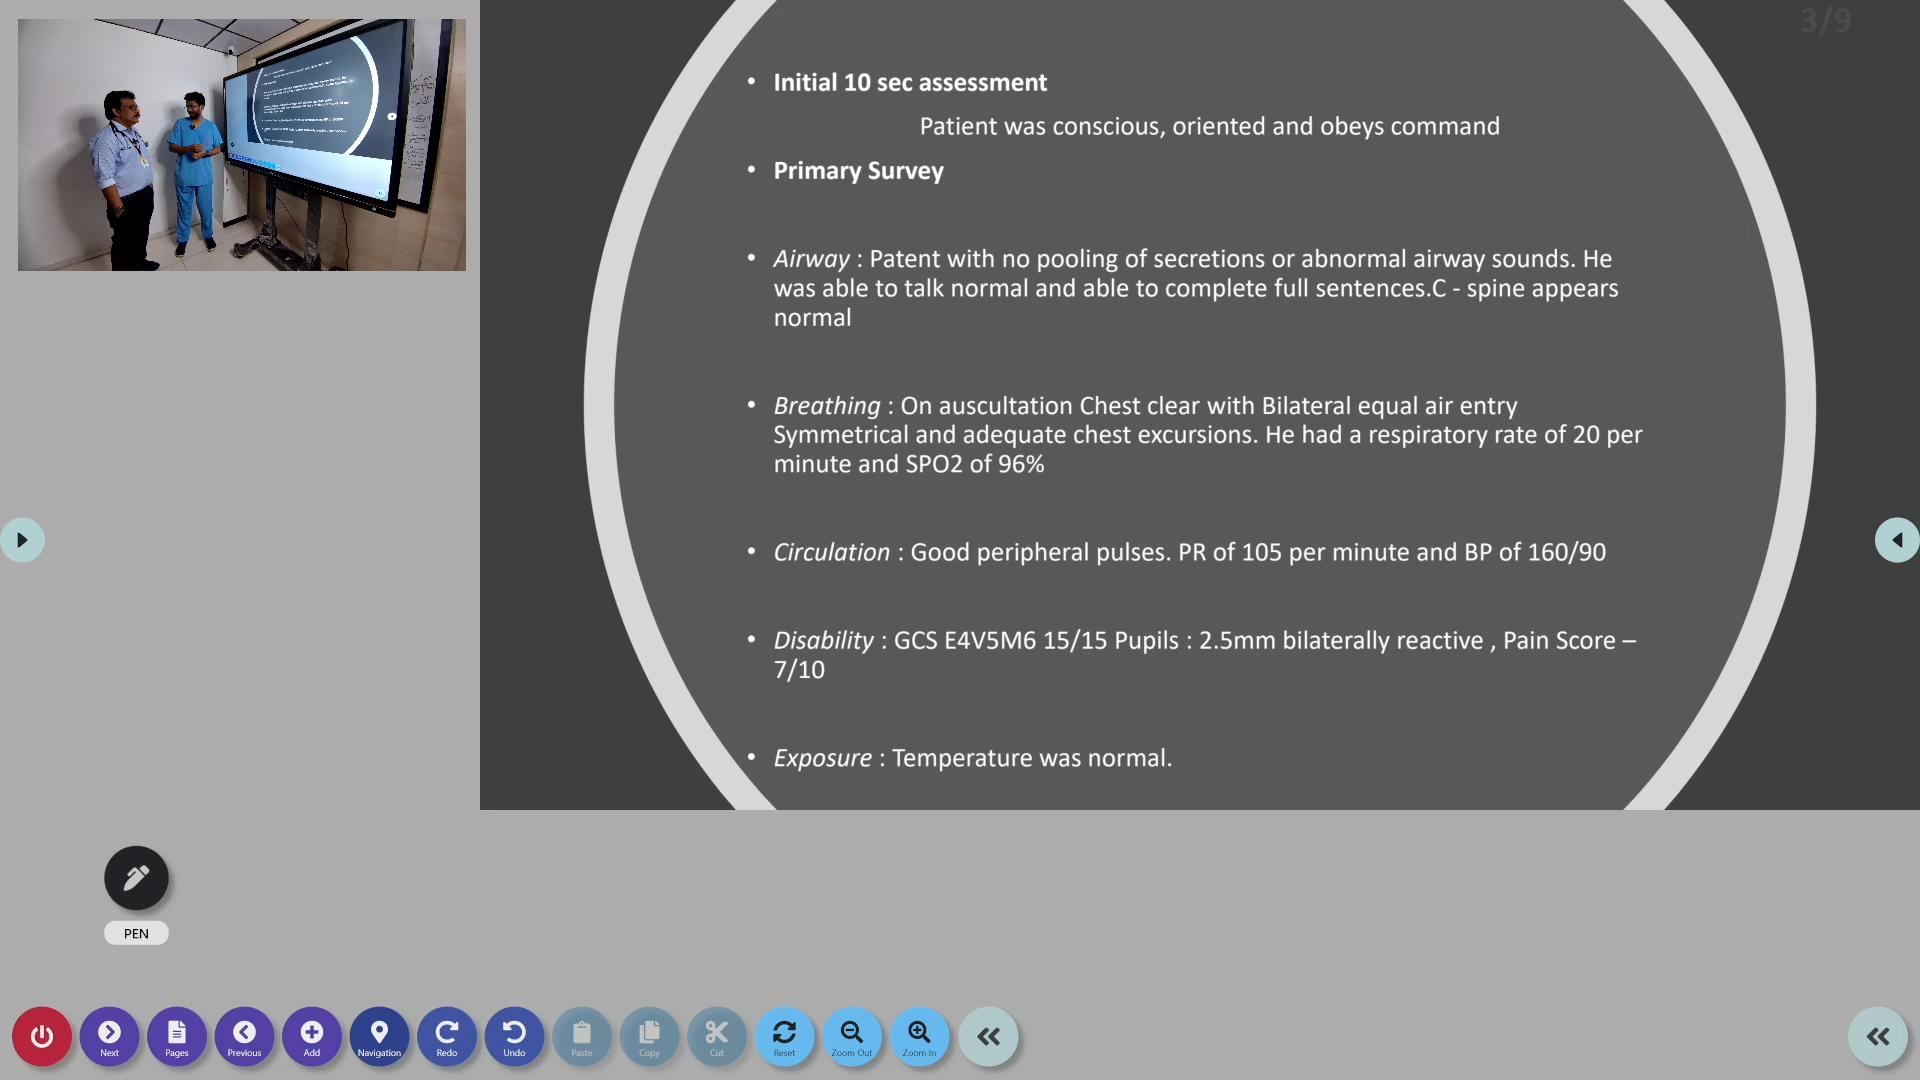 3/9
• Initial 10 sec assessment
Patient was conscious, oriented and obeys command
• Primary Survey
• Airway : Patent with no pooling of secretions or abnormal airway sounds. He
was able to talk normal and able to complete full sentences.C - spine appears
normal
• Breathing : On auscultation Chest clear with Bilateral equal air entry
Symmetrical and adequate chest excursions. He had a respiratory rate of 20 per
minute and SPO2 of 96%
• Circulation : Good peripheral pulses. PR of 105 per minute and BP of 160/90
• Disability : GCS E4V5M6 15/15 Pupils : 2.5mm bilaterally reactive , Pain Score –
7/10
• Exposure : Temperature was normal.
PEN
Next
Pages
Previous
Add
Navigation
Redo
Undo
Paste
Copy
Cut
Reset
Zoom Out
Zoom In